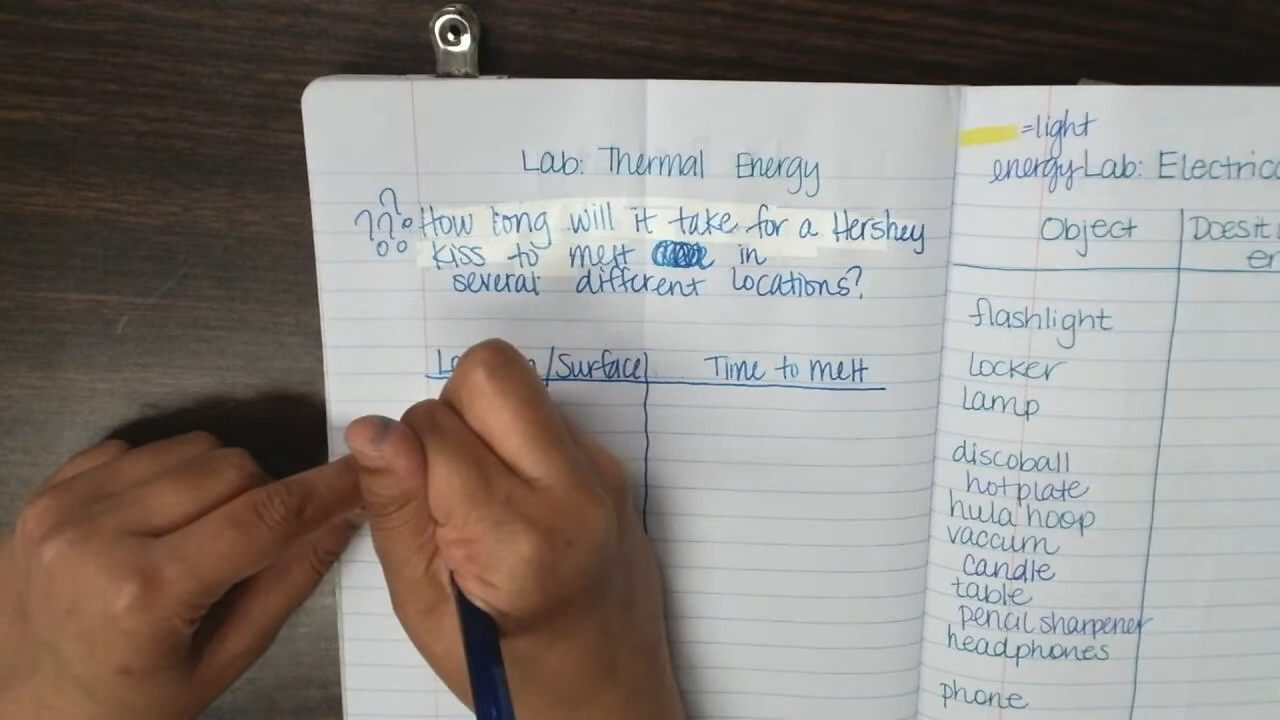 Lab: Thermal Energy
??? How long will it take for a Hershey
kiss to melt in
several different locations?
/Surface
Time to melt
=light
energy Lab: Electrica
Object
Does it
flashlight
locker
lamp
discoball
hotplate
hula hoop
vaccum
candle
table
pencil sharpener
headphones
phone